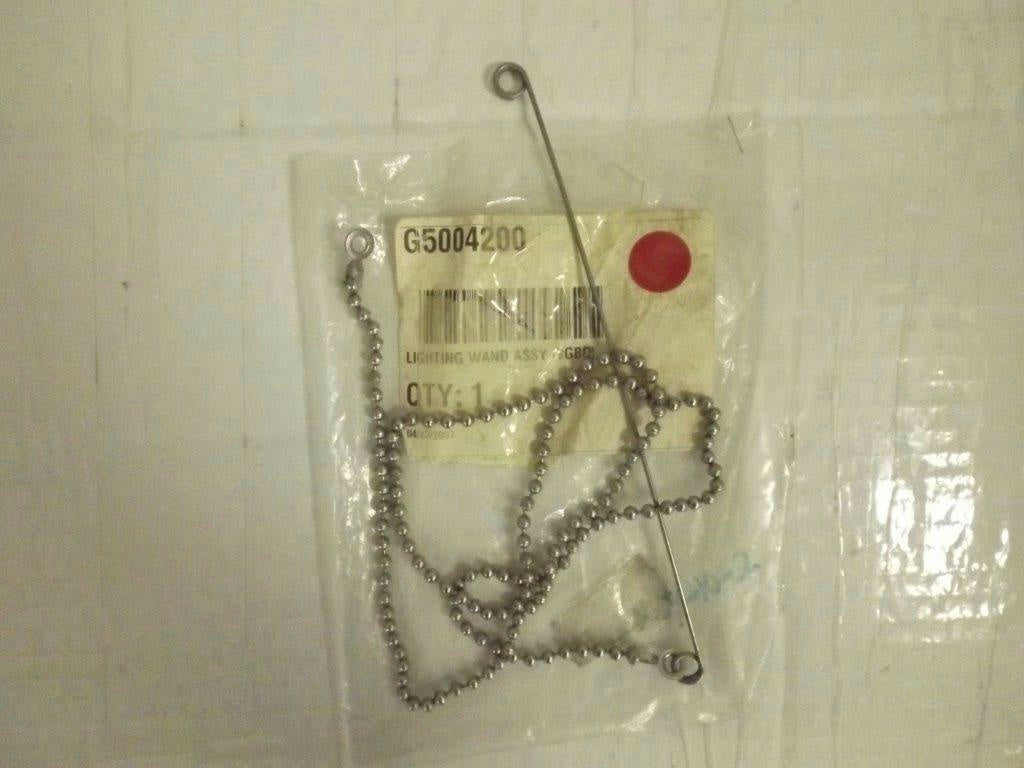 G5004200
LIGHTING WAND ASSY
QTY: 1